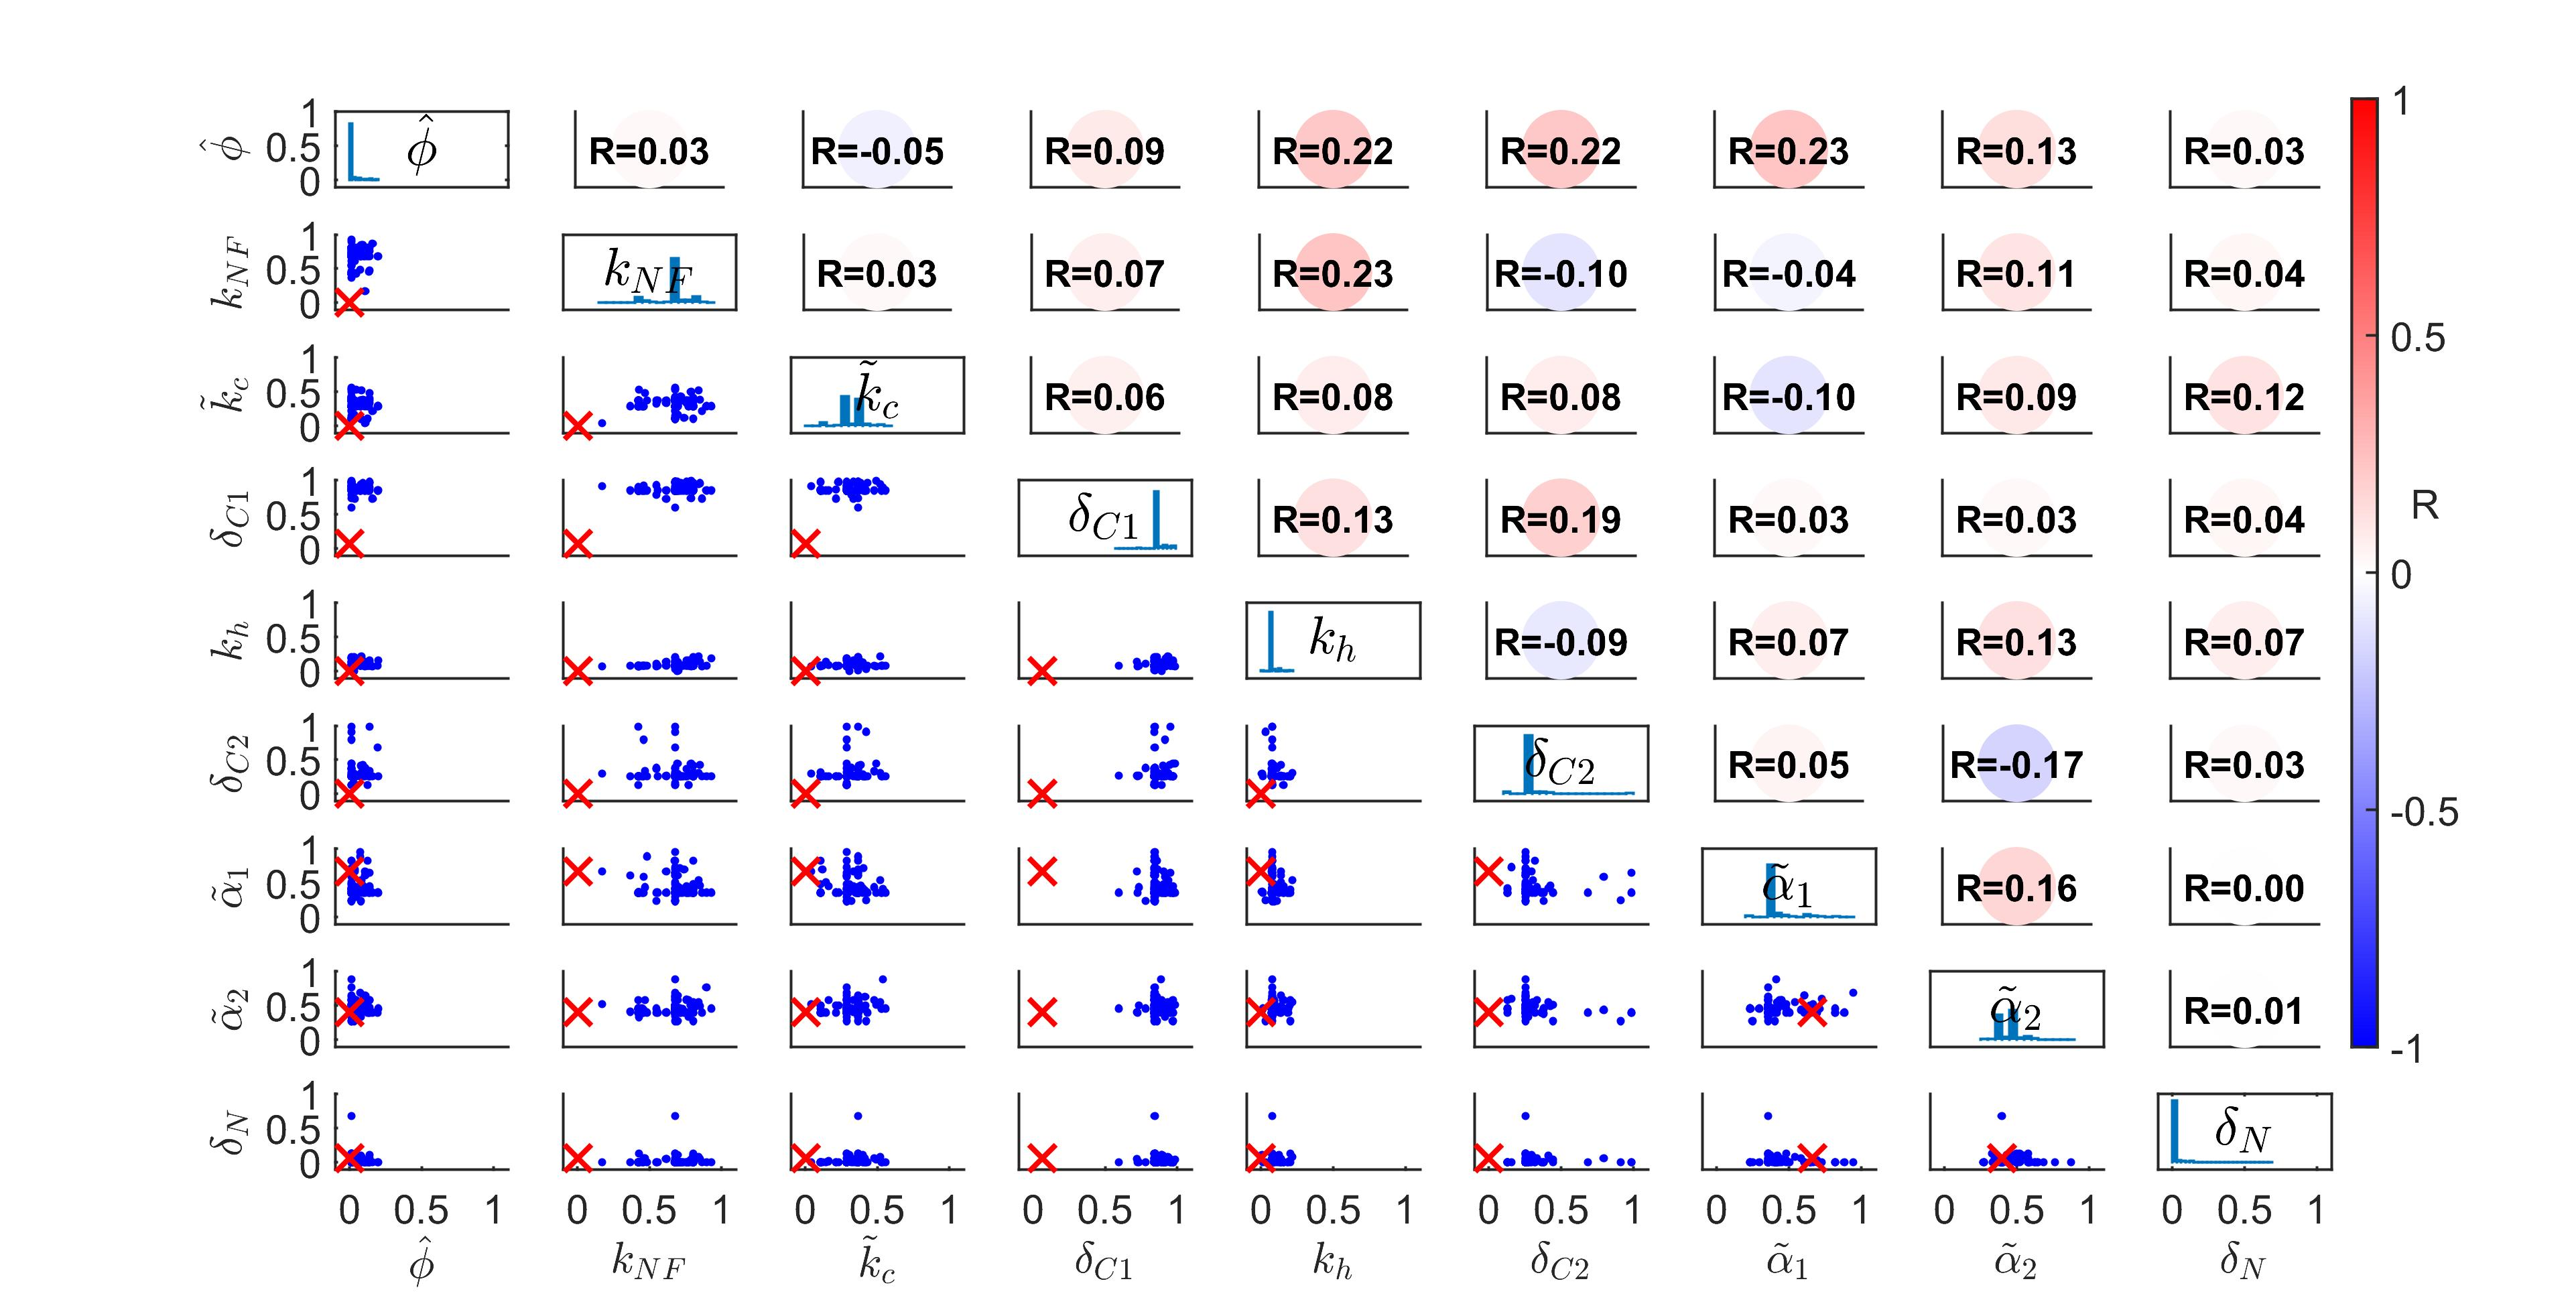 1
0.5
0
φ̂
φ̂
R=0.03
R=-0.05
R=0.09
R=0.22
R=0.22
R=0.23
R=0.13
R=0.03
1
1
0.5
0
k_NF
k_NF
R=0.03
R=0.07
R=0.23
R=-0.10
R=-0.04
R=0.11
R=0.04
0.5
1
0.5
0
k̃_c
k̃_c
R=0.06
R=0.08
R=0.08
R=-0.10
R=0.09
R=0.12
1
0.5
0
δ_C1
δ_C1
R=0.13
R=0.19
R=0.03
R=0.03
R=0.04
R
0
1
0.5
0
k_h
k_h
R=-0.09
R=0.07
R=0.13
R=0.07
1
0.5
0
δ_C2
δ_C2
R=0.05
R=-0.17
R=0.03
-0.5
1
0.5
0
α̃_1
α̃_1
R=0.16
R=0.00
1
0.5
0
α̃_2
α̃_2
R=0.01
-1
1
0.5
0
δ_N
δ_N
0 0.5 1 0 0.5 1 0 0.5 1 0 0.5 1 0 0.5 1 0 0.5 1 0 0.5 1 0 0.5 1 0 0.5 1
φ̂ k_NF k̃_c δ_C1 k_h δ_C2 α̃_1 α̃_2 δ_N